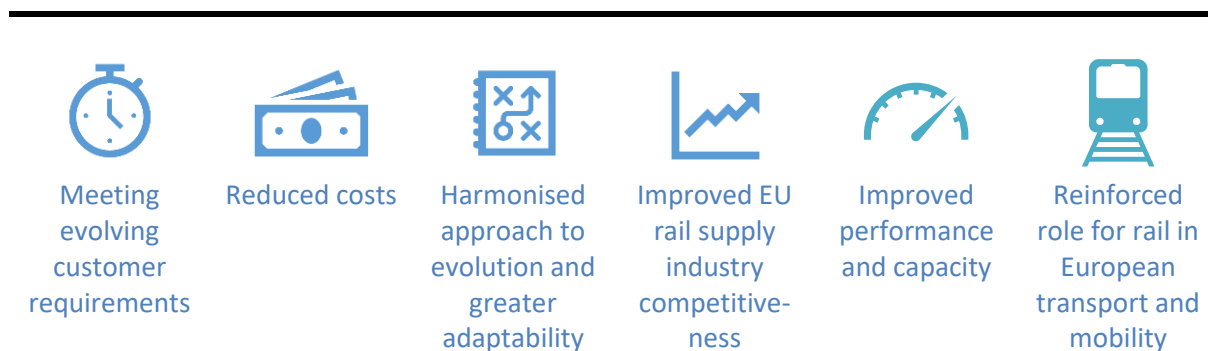 Meeting
evolving
customer
requirements
Reduced costs
Harmonised
approach to
evolution and
greater
adaptability
Improved EU
rail supply
industry
competitive-
ness
Improved
performance
and capacity
Reinforced
role for rail in
European
transport and
mobility